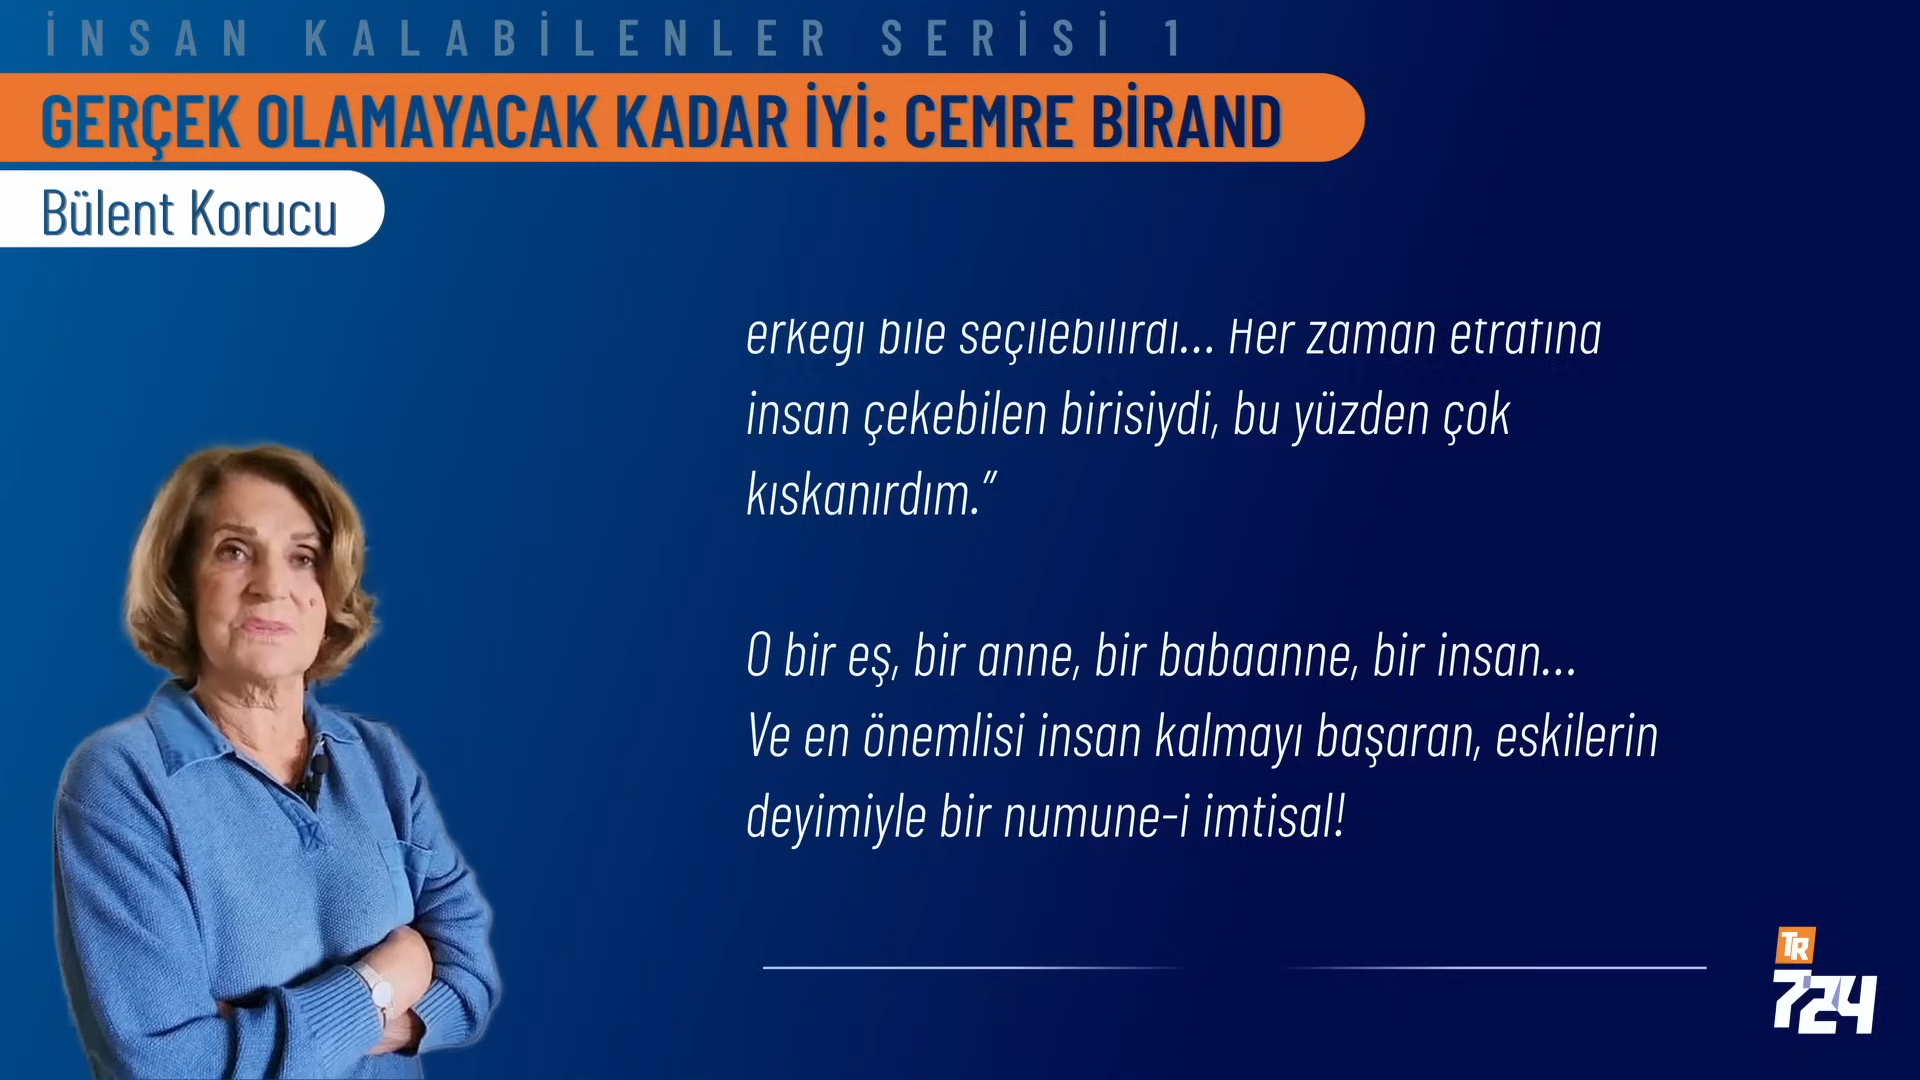 İNSAN KALABİLENLER SERİSİ 1
GERÇEK OLAMAYACAK KADAR İYİ: CEMRE BİRAND
Bülent Korucu
erkeği bile seçilebilirdi... Her zaman etrafına
insan çekebilen birisiydi, bu yüzden çok
kıskanırdım.”
O bir eş, bir anne, bir babaanne, bir insan...
Ve en önemlisi insan kalmayı başaran, eskilerin
deyimiyle bir numune-i imtisal!
TR
724